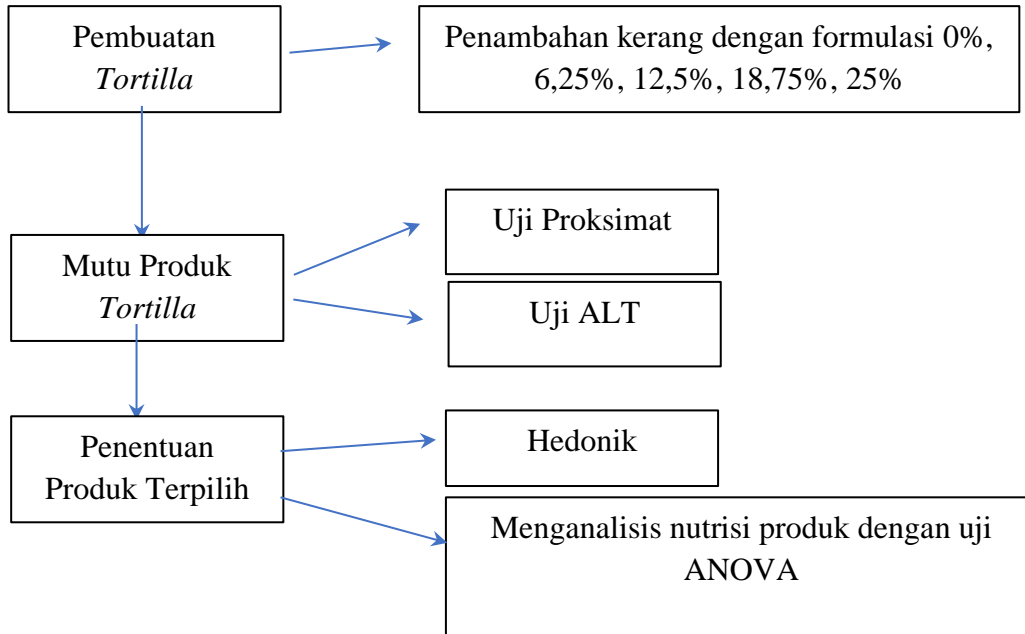 Pembuatan
Tortilla
Penambahan kerang dengan formulasi 0%,
6,25%, 12,5%, 18,75%, 25%
Mutu Produk
Tortilla
Uji Proksimat
Uji ALT
Penentuan
Produk Terpilih
Hedonik
Menganalisis nutrisi produk dengan uji
ANOVA